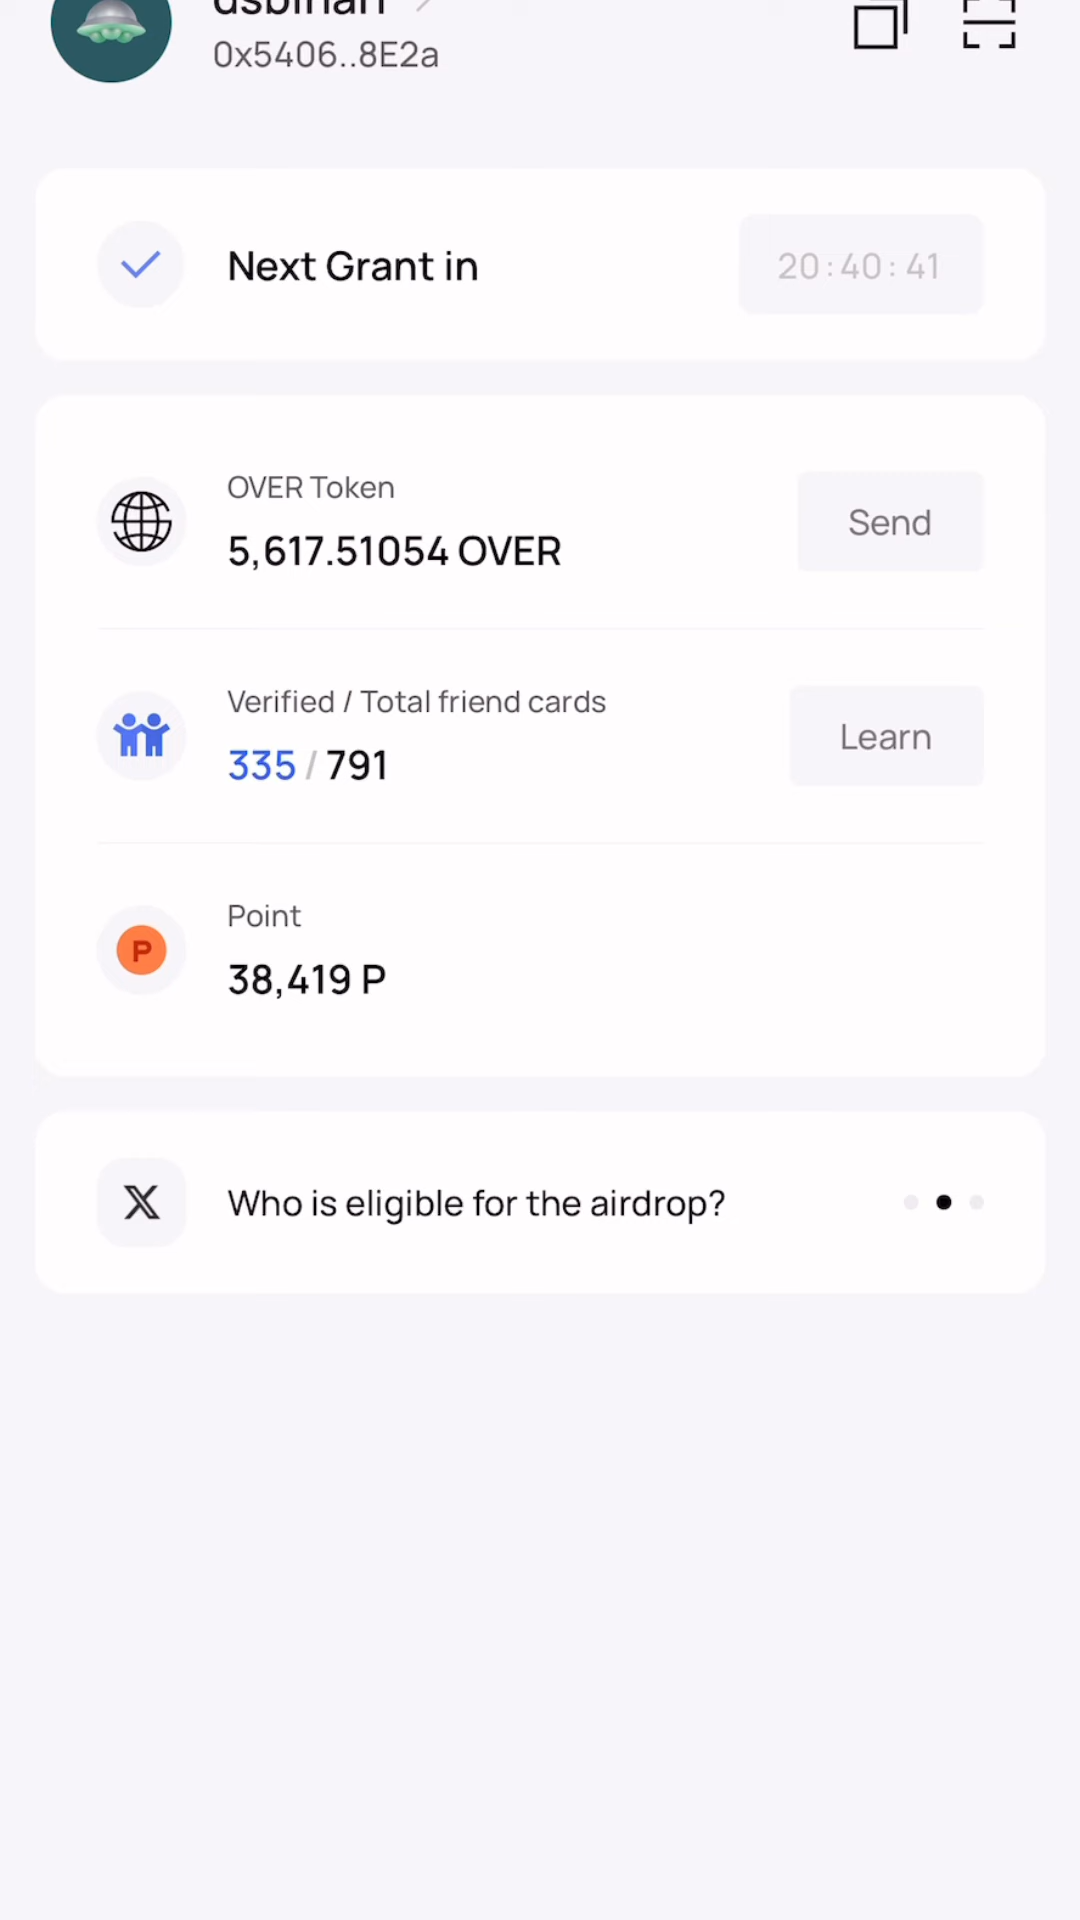 0x5406..8E2a
Next Grant in
20:40:41
OVER Token
5,617.51054 OVER
Send
Verified / Total friend cards
335 / 791
Learn
Point
38,419 P
P
Who is eligible for the airdrop?